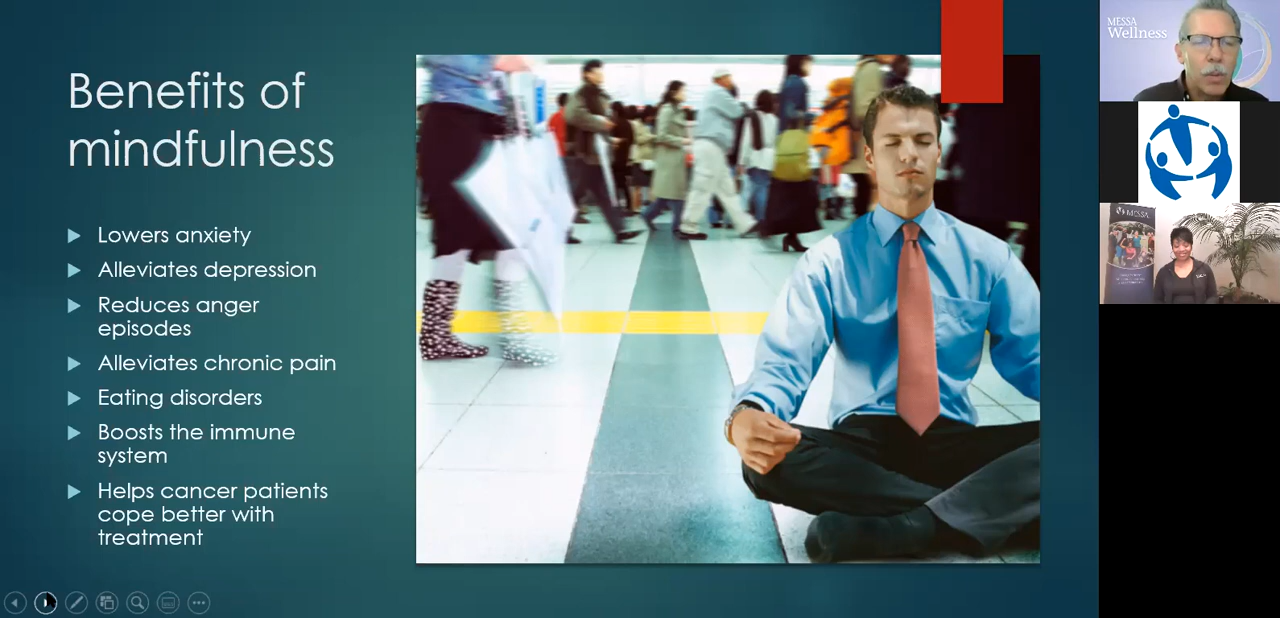 Benefits of
mindfulness
Lowers anxiety
Alleviates depression
Reduces anger
episodes
Alleviates chronic pain
Eating disorders
Boosts the immune
system
Helps cancer patients
cope better with
treatment
MESSA
Wellness
MESSA